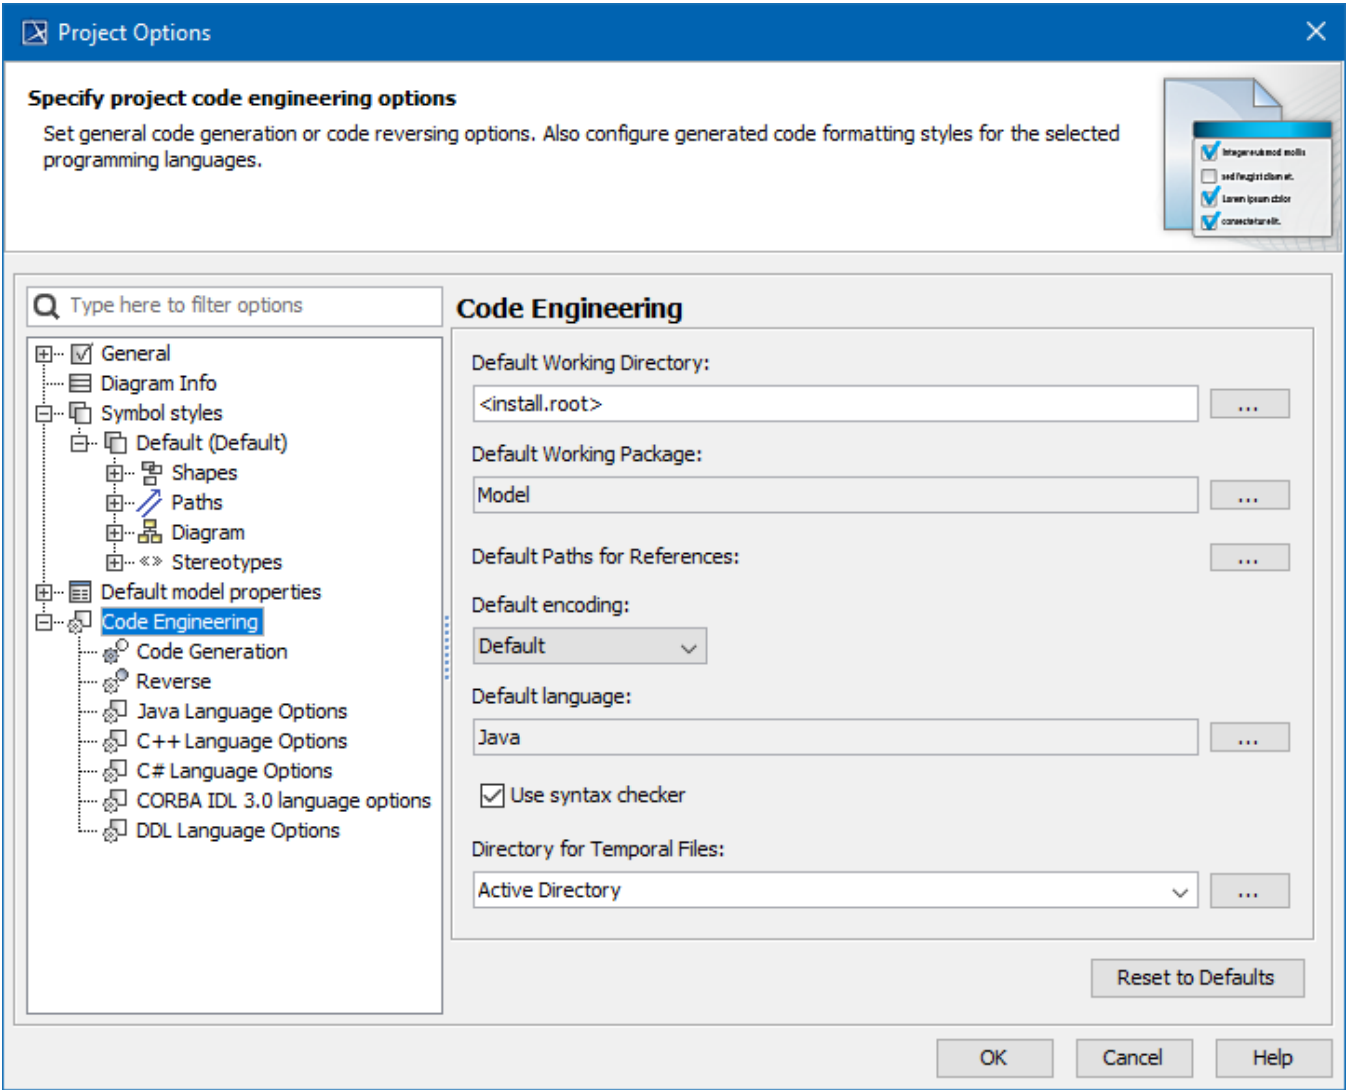 Project Options
Specify project code engineering options
Set general code generation or code reversing options. Also configure generated code formatting styles for the selected
programming languages.
Lorem ipsum
Type here to filter options
General
Diagram Info
Symbol styles
Default (Default)
Shapes
Paths
Diagram
«» Stereotypes
Default model properties
Code Engineering
Code Generation
Reverse
Java Language Options
C++ Language Options
C# Language Options
CORBA IDL 3.0 language options
DDL Language Options
Code Engineering
Default Working Directory:
<install.root>
...
Default Working Package:
Model
...
Default Paths for References:
...
Default encoding:
Default
Default language:
Java
...
Use syntax checker
Directory for Temporal Files:
Active Directory
...
Reset to Defaults
OK
Cancel
Help